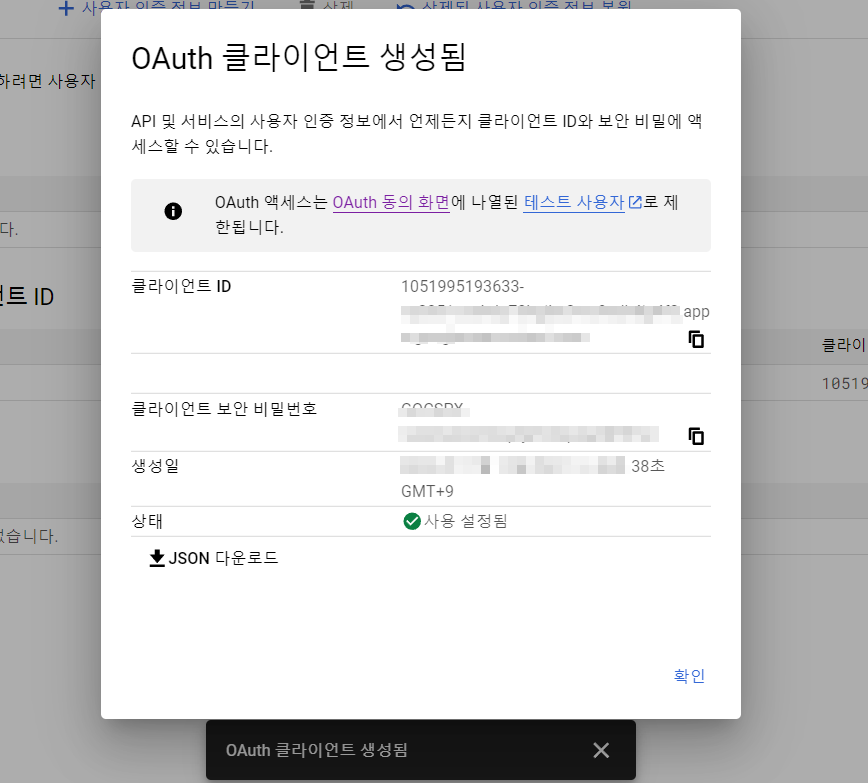 사용자 인증 정보 만들기
삭제
삭제된 사용자 인증 정보 복원
하려면 사용자
OAuth 클라이언트 생성됨
API 및 서비스의 사용자 인증 정보에서 언제든지 클라이언트 ID와 보안 비밀에 액
세스할 수 있습니다.
OAuth 액세스는 OAuth 동의 화면에 나열된 테스트 사용자로 제
한됩니다.
다.
클라이언트 ID
1051995193633-
app
트 ID
클라이
10519
클라이언트 보안 비밀번호
생성일
38초
GMT+9
상태
사용 설정됨
없습니다.
JSON 다운로드
확인
OAuth 클라이언트 생성됨